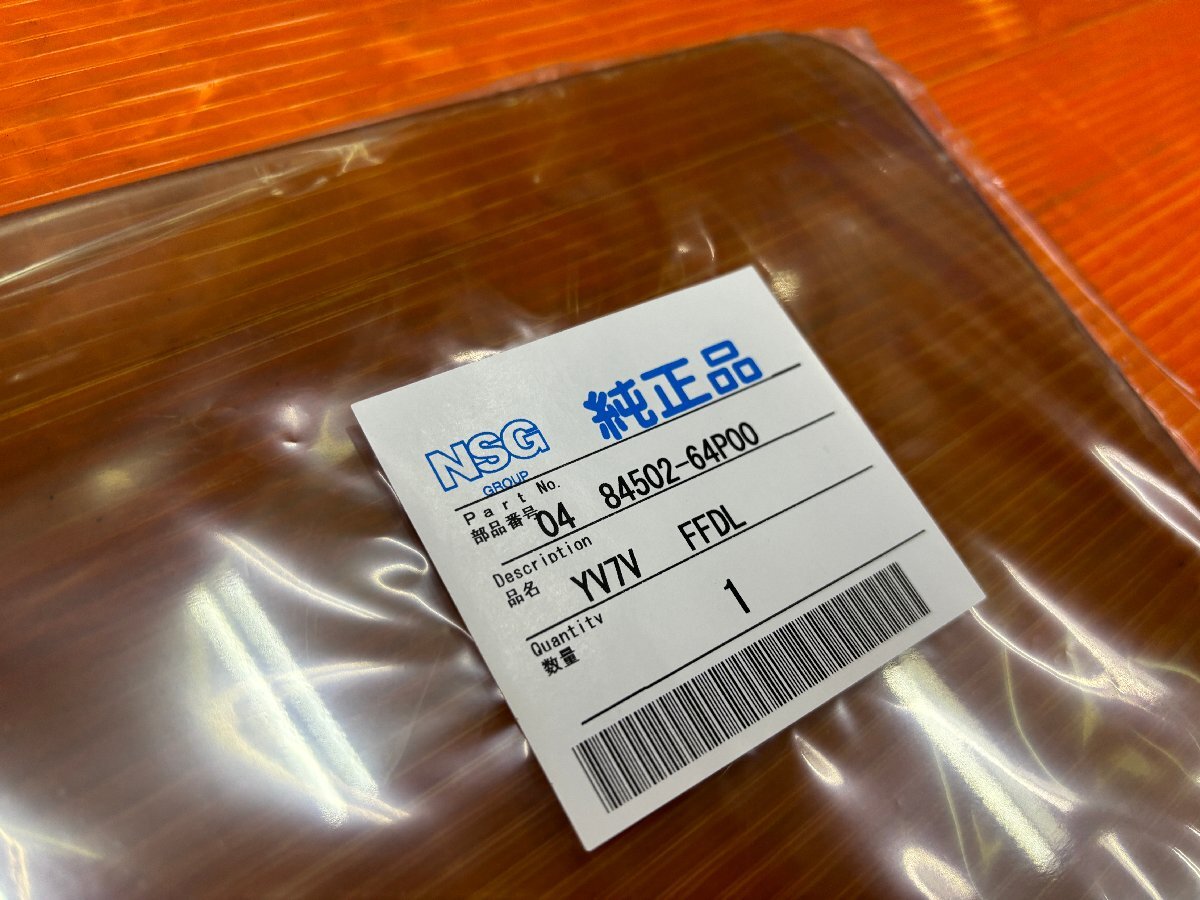 NSG
GROUP
純正品
Part No.
部品番号
04 84502-64P00
Description
品名
YV7V FFDL
Quantity
数量
1